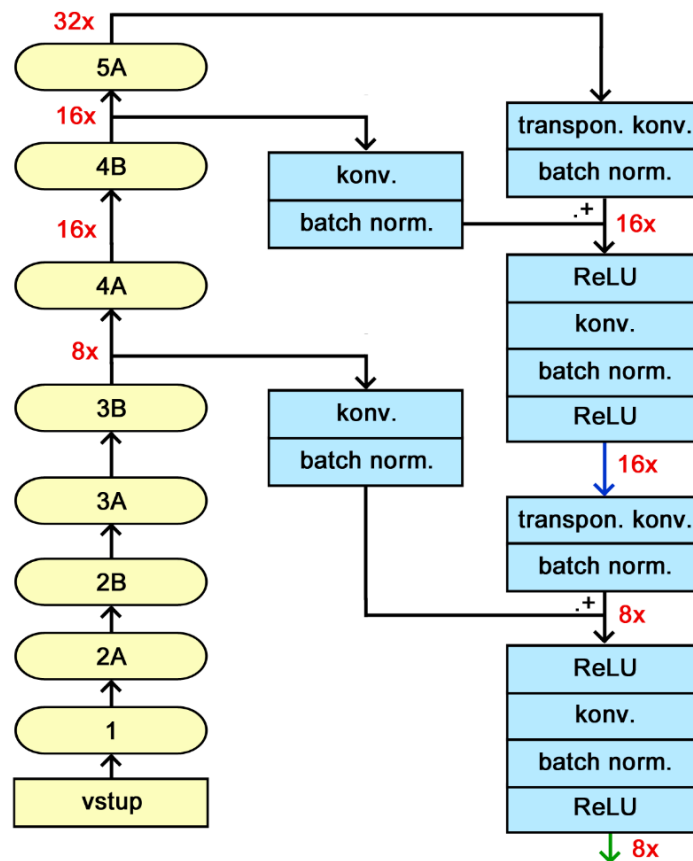 32x
5A
16x
4B
16x
4A
8x
3B
3A
2B
2A
1
vstup
konv.
batch norm.
konv.
batch norm.
transpon. konv.
batch norm.
.+
16x
ReLU
konv.
batch norm.
ReLU
16x
transpon. konv.
batch norm.
.+
8x
ReLU
konv.
batch norm.
ReLU
8x